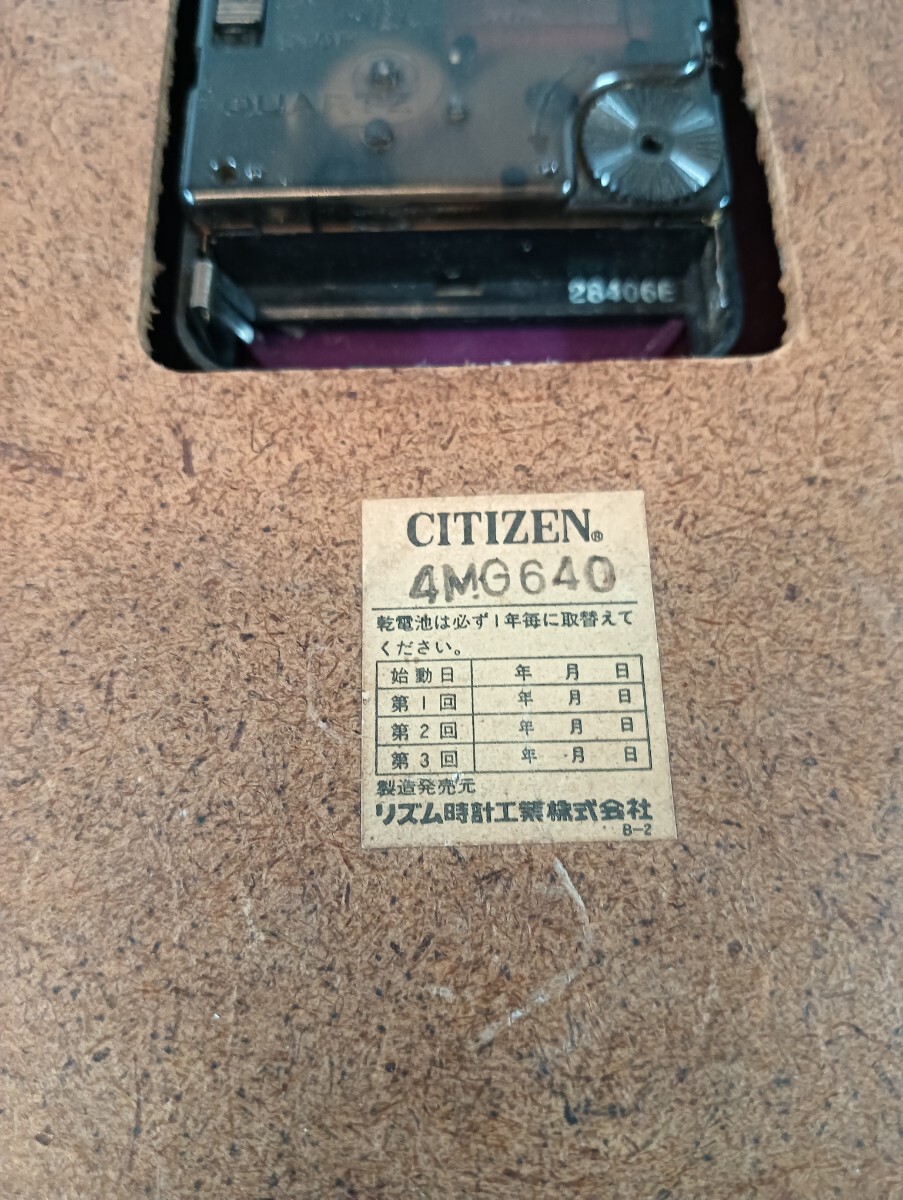 QUARTZ
28406E
CITIZEN®
4MG640
乾電池は必ず1年毎に取替えて
ください。
始動日 年 月 日
第1回 年 月 日
第2回 年 月 日
第3回 年 月 日
製造発売元
リズム時計工業株式会社
B-2